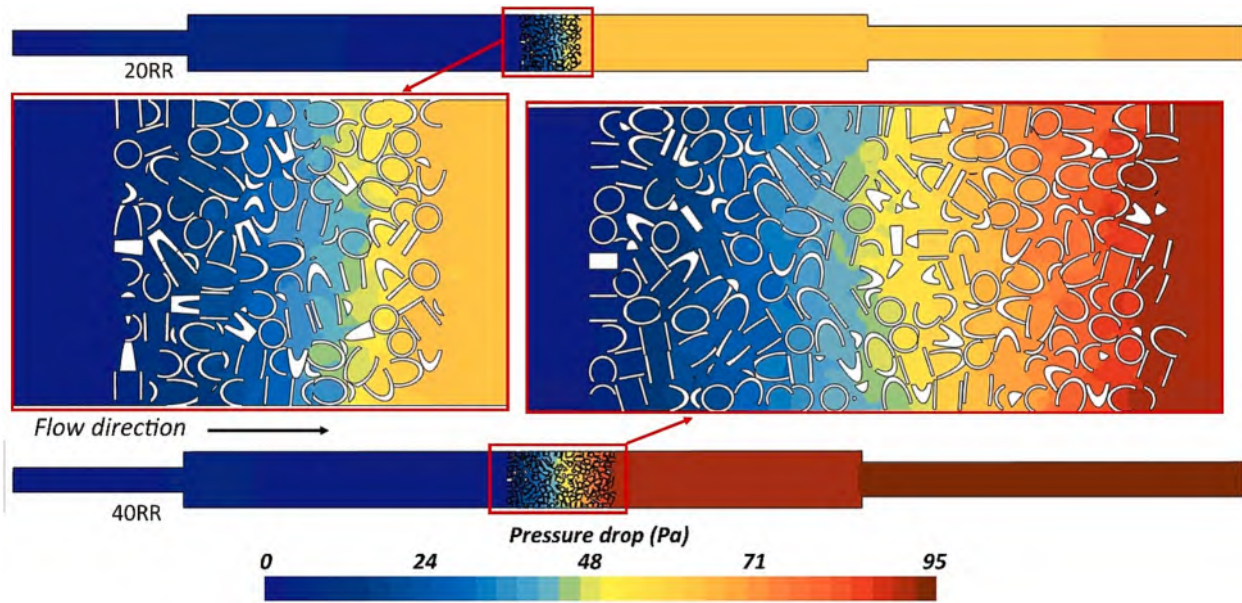 20RR
Flow direction
40RR
Pressure drop (Pa)
0 24 48 71 95